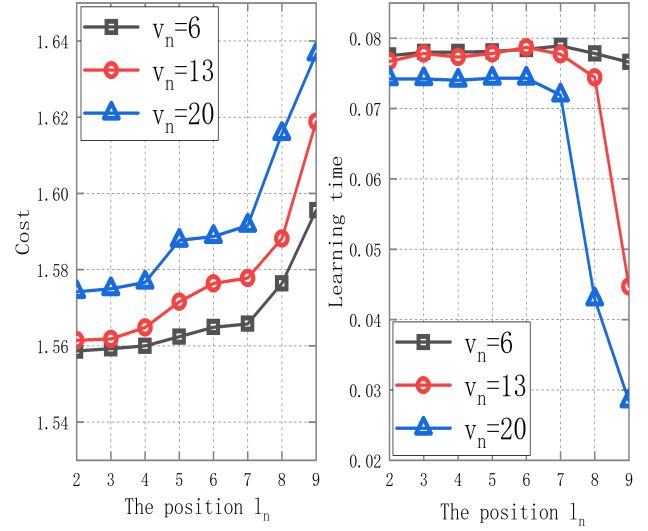 1.64
1.62
1.60
1.58
1.56
1.54
Cost
v_n=6
v_n=13
v_n=20
2 3 4 5 6 7 8 9
The position l_n
0.08
0.07
0.06
0.05
0.04
0.03
0.02
Learning time
v_n=6
v_n=13
v_n=20
2 3 4 5 6 7 8 9
The position l_n